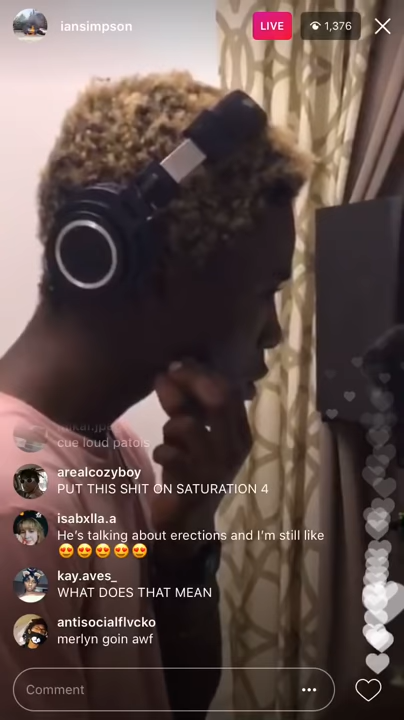 iansimpson
LIVE
1,376
cue loud patois
arealcozyboy
PUT THIS SHIT ON SATURATION 4
isabxlla.a
He's talking about erections and I'm still like
😍😍😍😍😍
kay.aves_
WHAT DOES THAT MEAN
antisocialflvcko
merlyn goin awf
Comment